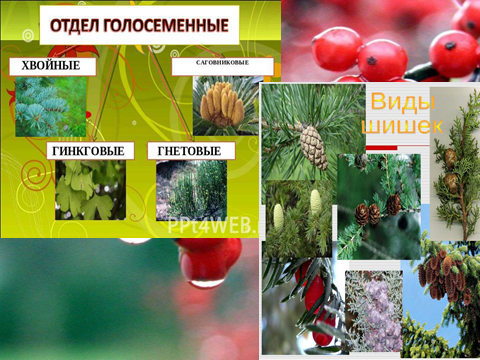 ОТДЕЛ ГОЛОСЕМЕННЫЕ
ХВОЙНЫЕ
САГОВНИКОВЫЕ
ГИНКГОВЫЕ
ГНЕТОВЫЕ
PPt4WEB.
Виды
шишек